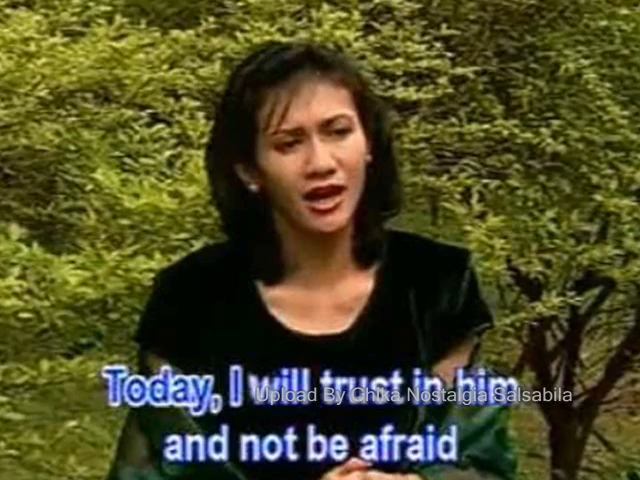 Today, I will trust in him
Upload By Chika Nostalgia Salsabila
and not be afraid